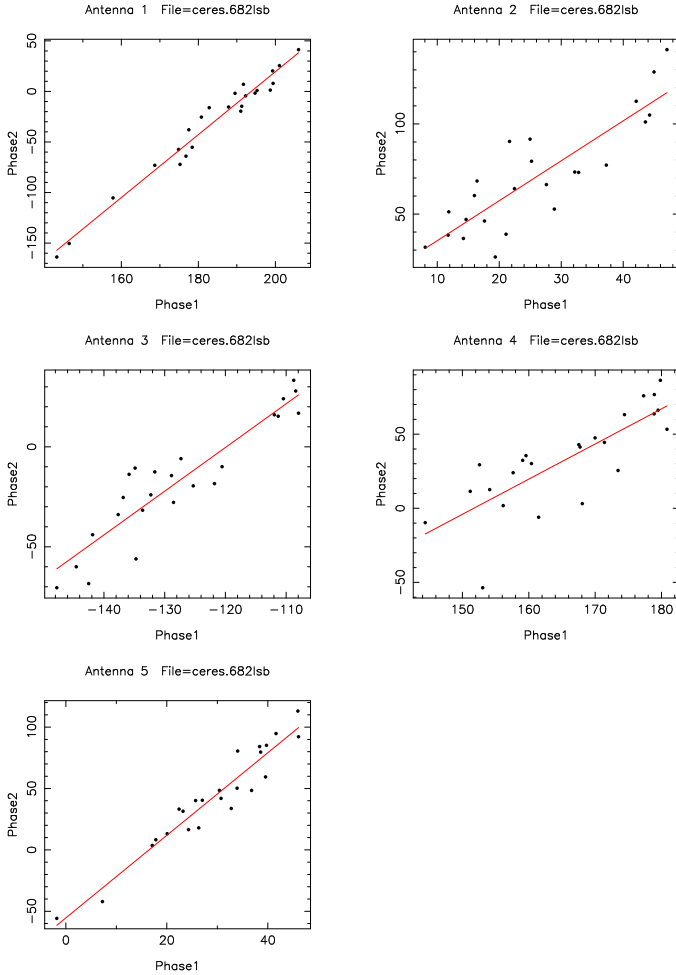 Antenna 1 File=ceres.682lsb
Antenna 2 File=ceres.682lsb
Phase2
50
0
−50
−100
−150
160
180
200
Phase1
Phase2
100
50
10
20
30
40
Phase1
Antenna 3 File=ceres.682lsb
Antenna 4 File=ceres.682lsb
Phase2
0
−50
−140
−130
−120
−110
Phase1
Phase2
50
0
−50
150
160
170
180
Phase1
Antenna 5 File=ceres.682lsb
Phase2
100
50
0
−50
0
20
40
Phase1